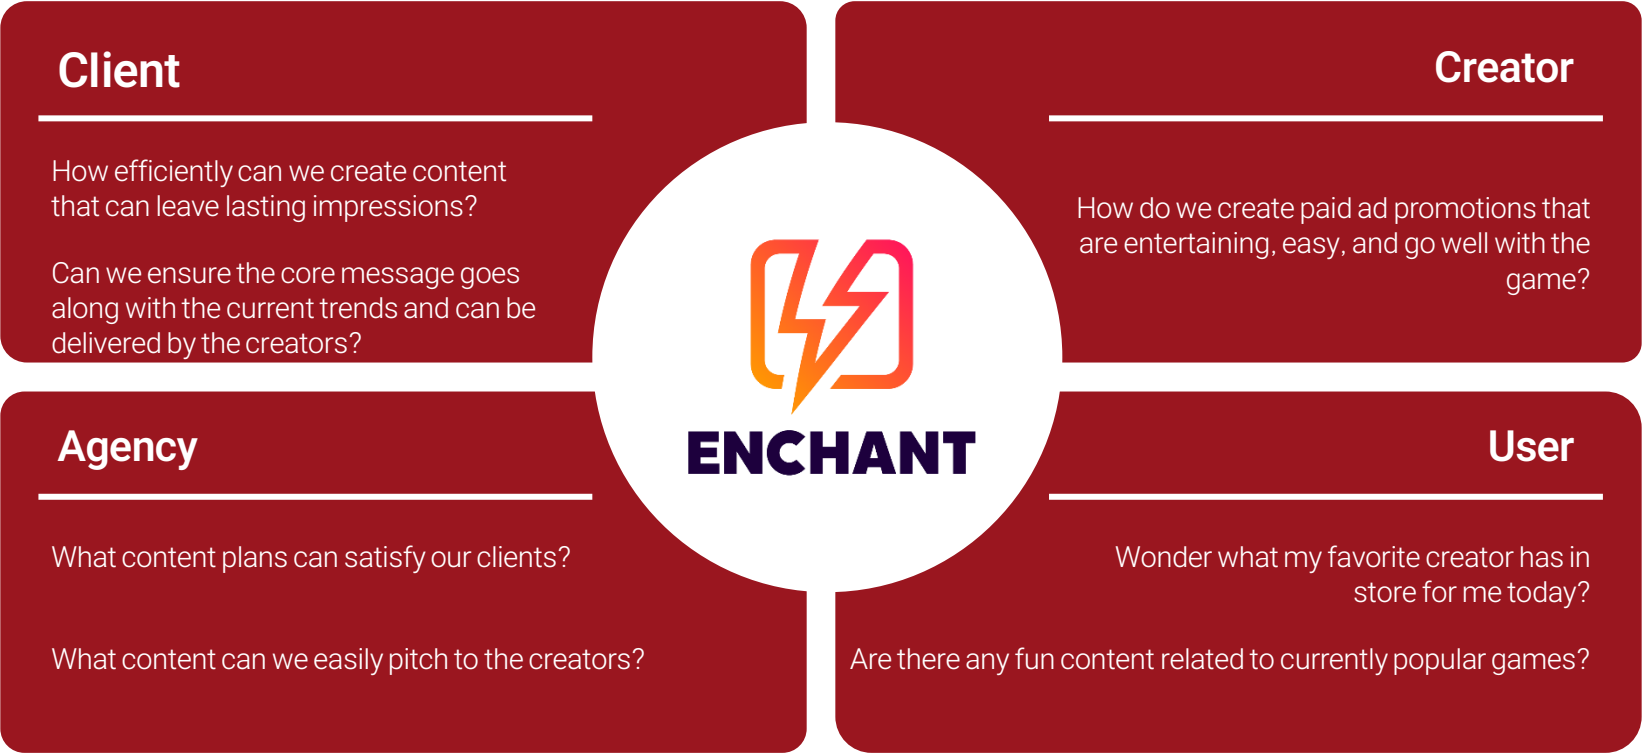 Client
How efficiently can we create content
that can leave lasting impressions?
Can we ensure the core message goes
along with the current trends and can be
delivered by the creators?
Creator
How do we create paid ad promotions that
are entertaining, easy, and go well with the
game?
ENCHANT
Agency
What content plans can satisfy our clients?
What content can we easily pitch to the creators?
User
Wonder what my favorite creator has in
store for me today?
Are there any fun content related to currently popular games?